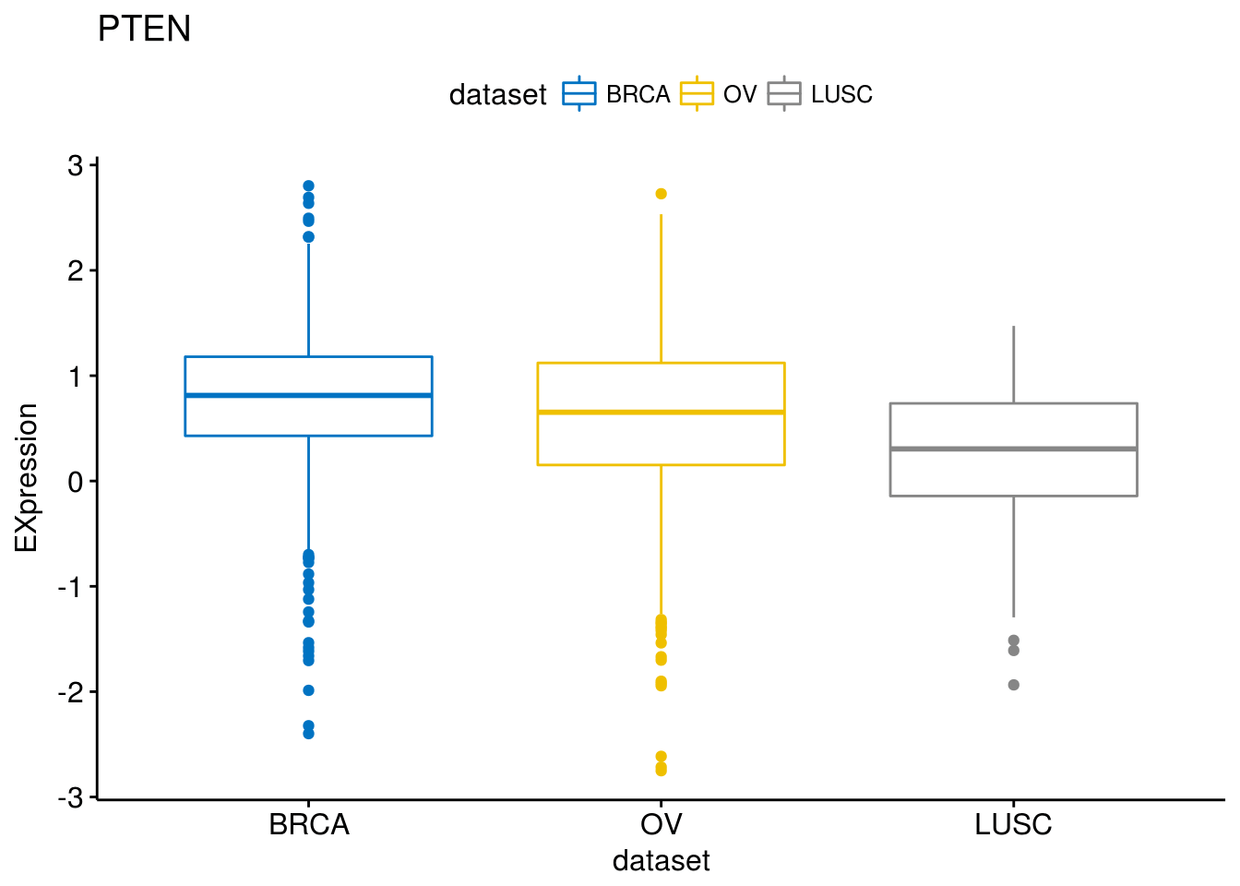 PTEN
dataset BRCA OV LUSC
3
2
1
0
-1
-2
-3
EXpression
BRCA OV LUSC
dataset